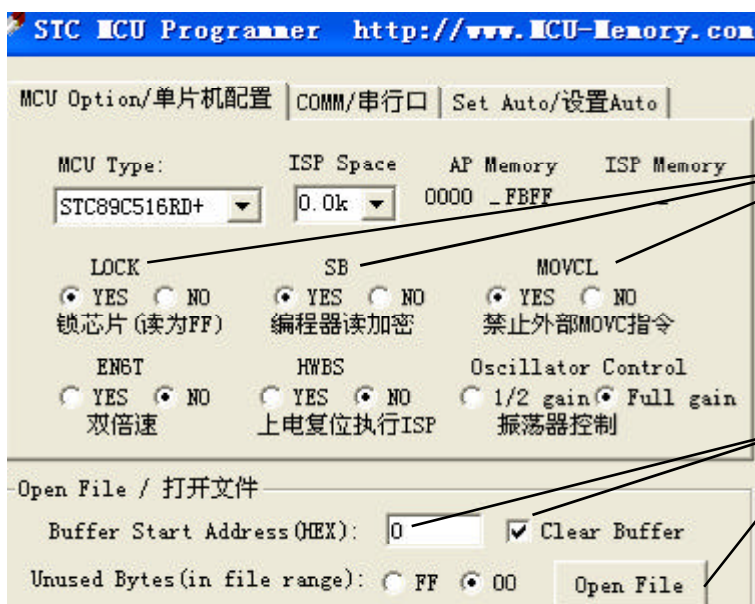 STC MCU Programmer http://www.MCU-Memory.com
MCU Option/单片机配置 COMM/串行口 Set Auto/设置Auto
MCU Type: ISP Space AP Memory ISP Memory
STC89C516RD+ 0.0k 0000 _FBFF _
LOCK SB MOVCL
YES NO YES NO YES NO
锁芯片(读为FF) 编程器读加密 禁止外部MOVC指令
EN6T HWBS Oscillator Control
YES NO YES NO 1/2 gain Full gain
双倍速 上电复位执行ISP 振荡器控制
Open File / 打开文件
Buffer Start Address(HEX): 0 Clear Buffer
Unused Bytes(in file range): FF 00 Open File